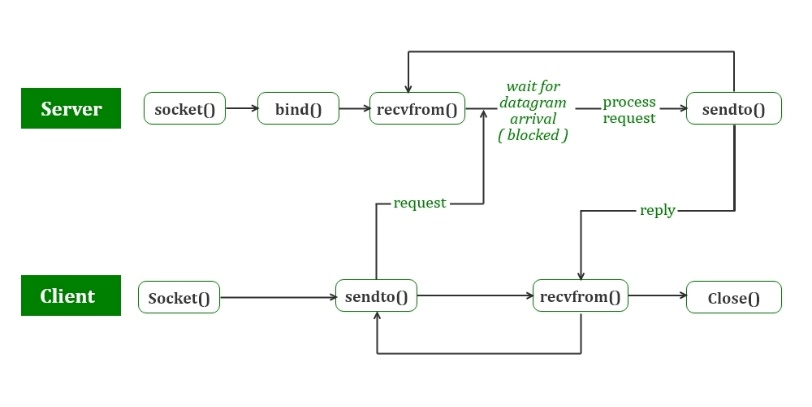 Server
socket()
bind()
recvfrom()
wait for
datagram
arrival
( blocked )
process
request
sendto()
request
reply
Client
Socket()
sendto()
recvfrom()
Close()